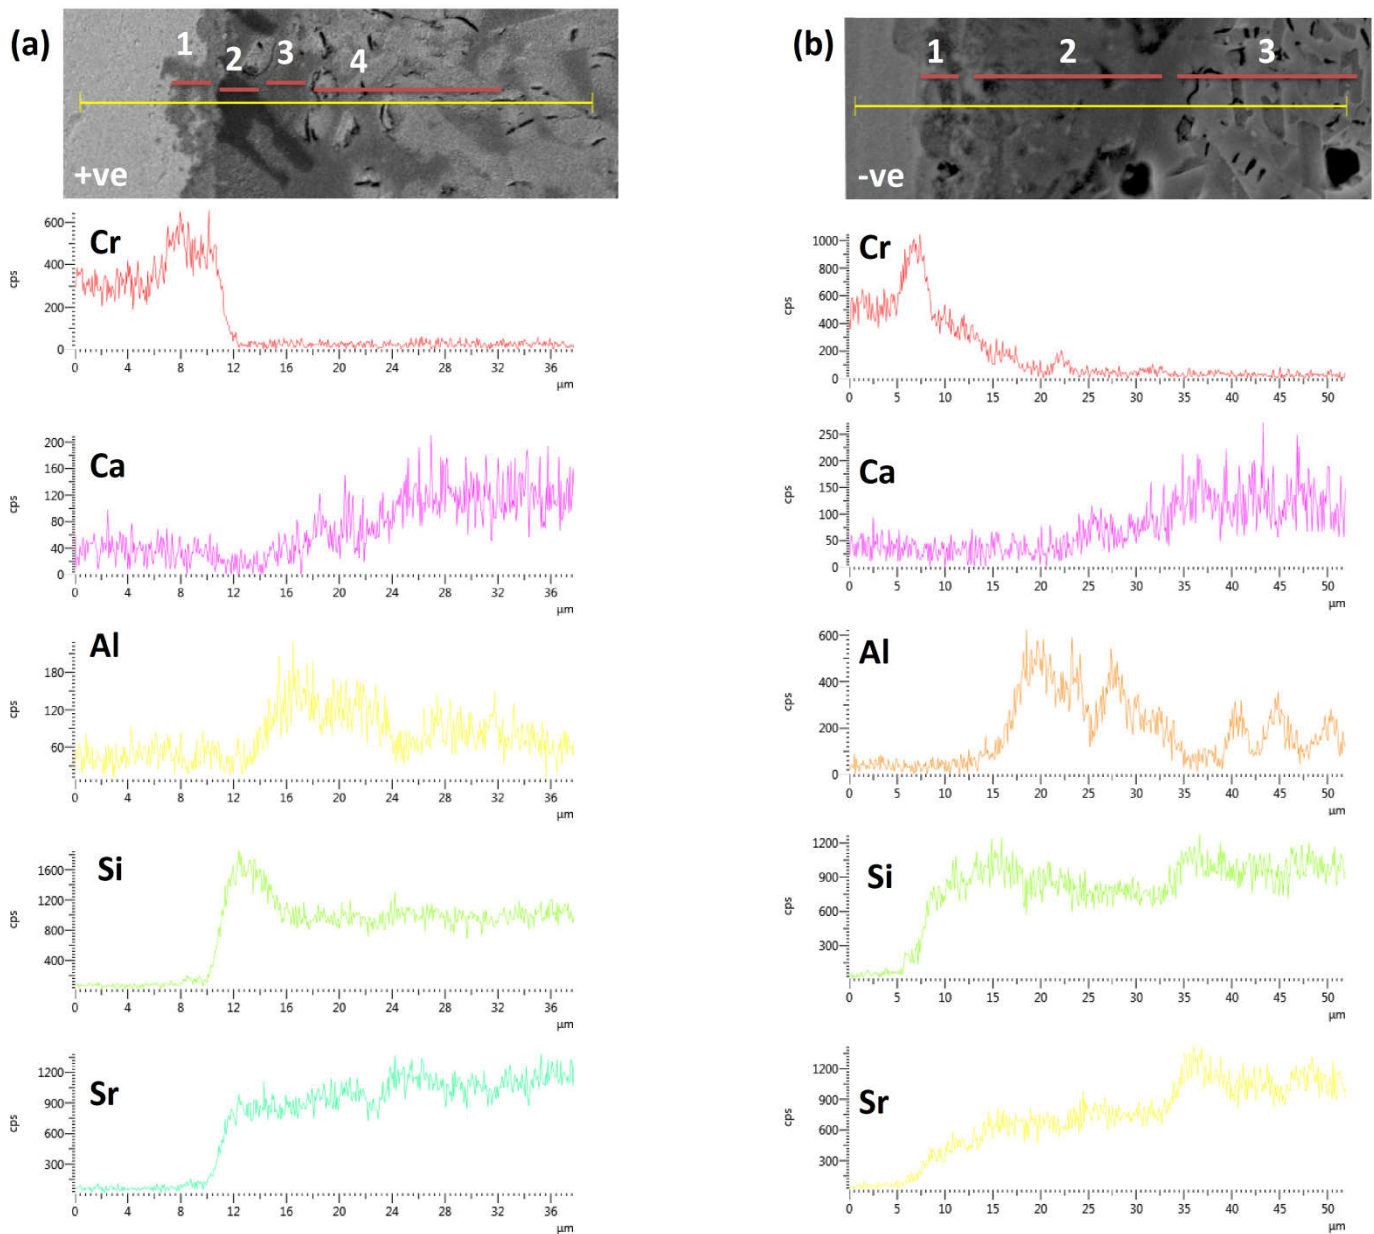 (a)
1
2
3
4
+ve
Cr
cps
600
400
200
0
0 4 8 12 16 20 24 28 32 36
µm
Ca
cps
200
160
120
80
40
0
0 4 8 12 16 20 24 28 32 36
µm
Al
cps
180
120
60
0 4 8 12 16 20 24 28 32 36
µm
Si
cps
1600
1200
800
400
0 4 8 12 16 20 24 28 32 36
µm
Sr
cps
1200
900
600
300
0 4 8 12 16 20 24 28 32 36
µm
(b)
1
2
3
-ve
Cr
cps
1000
800
600
400
200
0
0 5 10 15 20 25 30 35 40 45 50
µm
Ca
cps
250
200
150
100
50
0
0 5 10 15 20 25 30 35 40 45 50
µm
Al
cps
600
400
200
0
0 5 10 15 20 25 30 35 40 45 50
µm
Si
cps
1200
900
600
300
0 5 10 15 20 25 30 35 40 45 50
µm
Sr
cps
1200
900
600
300
0 5 10 15 20 25 30 35 40 45 50
µm